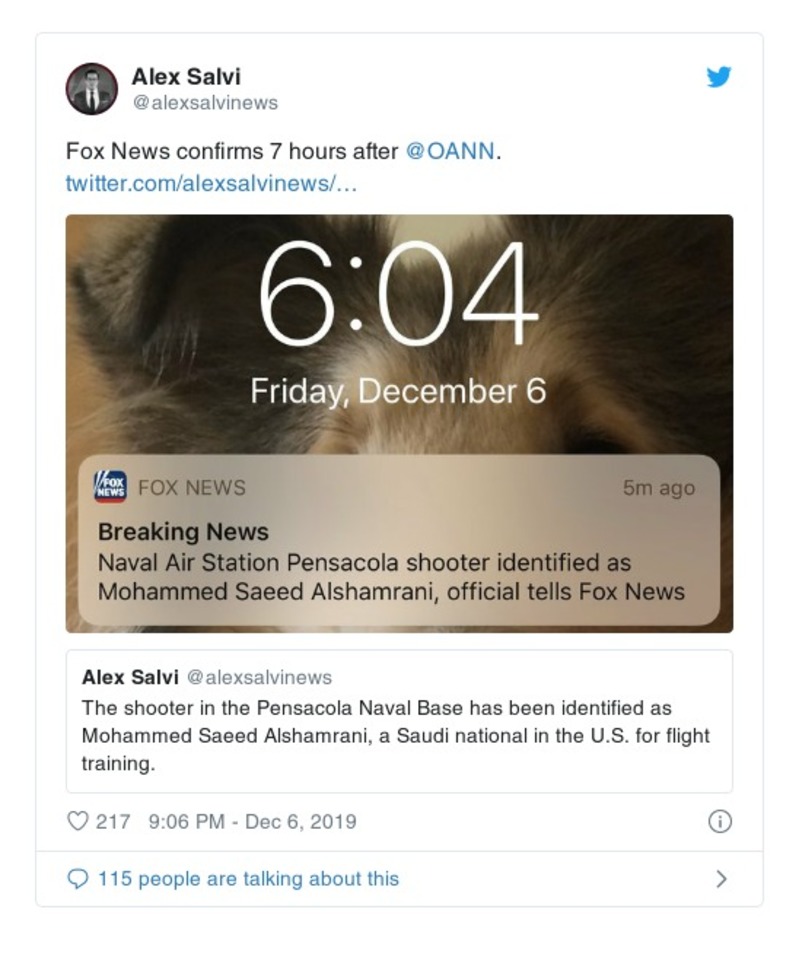 Alex Salvi
@alexsalvinews
Fox News confirms 7 hours after @OANN.
twitter.com/alexsalvinews/…
6:04
Friday, December 6
FOX NEWS
FOX NEWS
5m ago
Breaking News
Naval Air Station Pensacola shooter identified as
Mohammed Saeed Alshamrani, official tells Fox News
Alex Salvi @alexsalvinews
The shooter in the Pensacola Naval Base has been identified as
Mohammed Saeed Alshamrani, a Saudi national in the U.S. for flight
training.
217 9:06 PM - Dec 6, 2019
115 people are talking about this